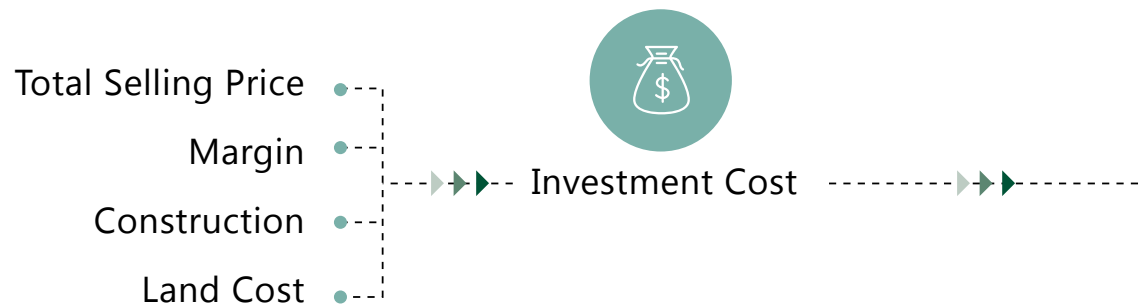 Total Selling Price
Margin
Construction
Land Cost
$
Investment Cost